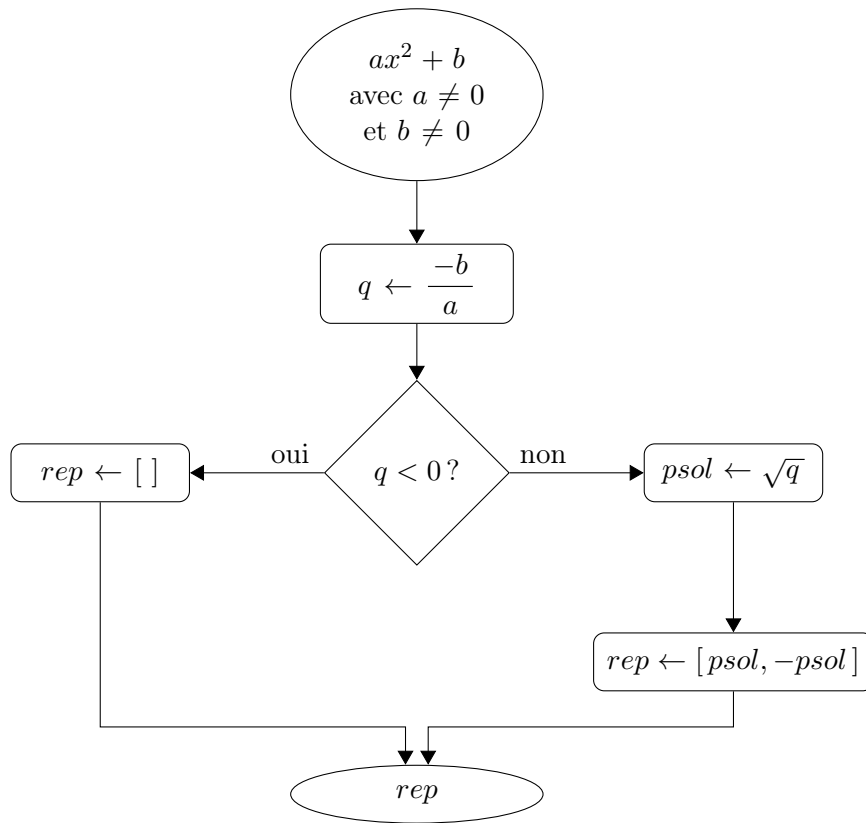 ax² + b
avec a ≠ 0
et b ≠ 0
q ← −b/a
oui
q < 0 ?
non
rep ← [ ]
psol ← √q
rep ← [ psol, −psol ]
rep